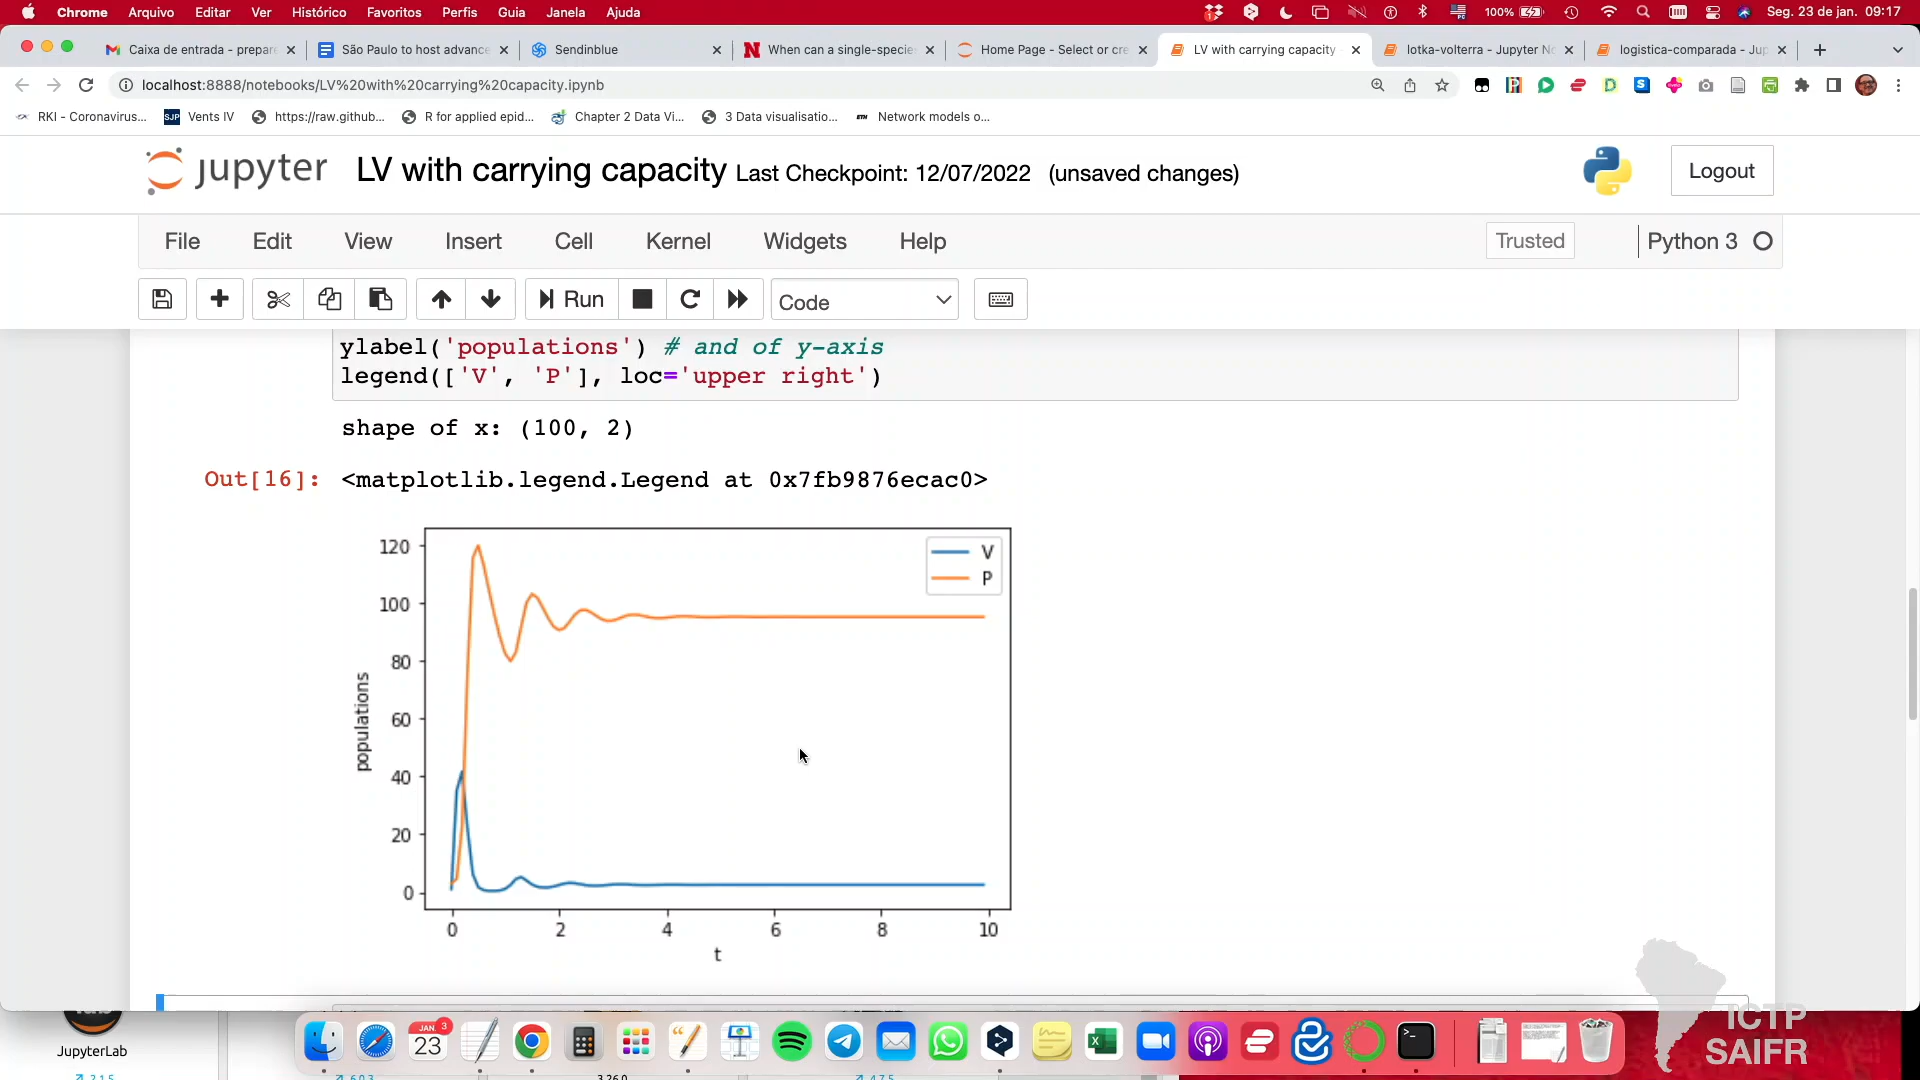 Chrome Arquivo Editar Ver Histórico Favoritos Perfis Guia Janela Ajuda 100% Seg. 23 de jan. 09:17
Caixa de entrada - prepare São Paulo to host advance Sendinblue When can a single-specie Home Page - Select or cre LV with carrying capacity lotka-volterra - Jupyter No logistica-comparada - Jup
localhost:8888/notebooks/LV%20with%20carrying%20capacity.ipynb
RKI - Coronavirus... SJP Vents IV https://raw.github... R for applied epid... Chapter 2 Data Vi... 3 Data visualisatio... ETH Network models o...
jupyter LV with carrying capacity Last Checkpoint: 12/07/2022 (unsaved changes) Logout
File Edit View Insert Cell Kernel Widgets Help Trusted Python 3
Run Code
ylabel('populations') # and of y-axis
legend(['V', 'P'], loc='upper right')
shape of x: (100, 2)
Out[16]: <matplotlib.legend.Legend at 0x7fb9876ecac0>
V
P
120
100
80
60
40
20
0
populations
0 2 4 6 8 10
t
JAN. 3
23
JupyterLab
ICTP
SAIFR